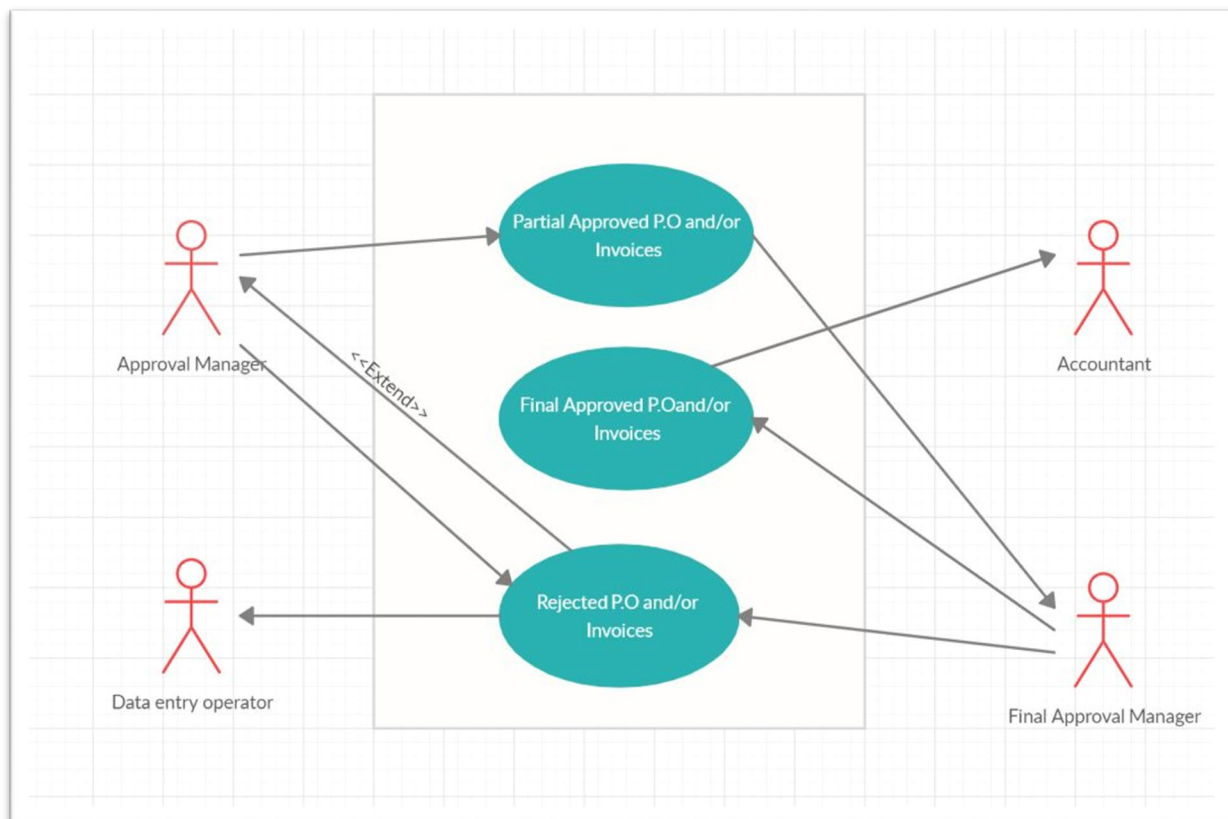 Partial Approved P.O and/or
Invoices
Approval Manager
<<Extend>>
Accountant
Final Approved P.Oand/or
Invoices
Rejected P.O and/or
Invoices
Data entry operator
Final Approval Manager